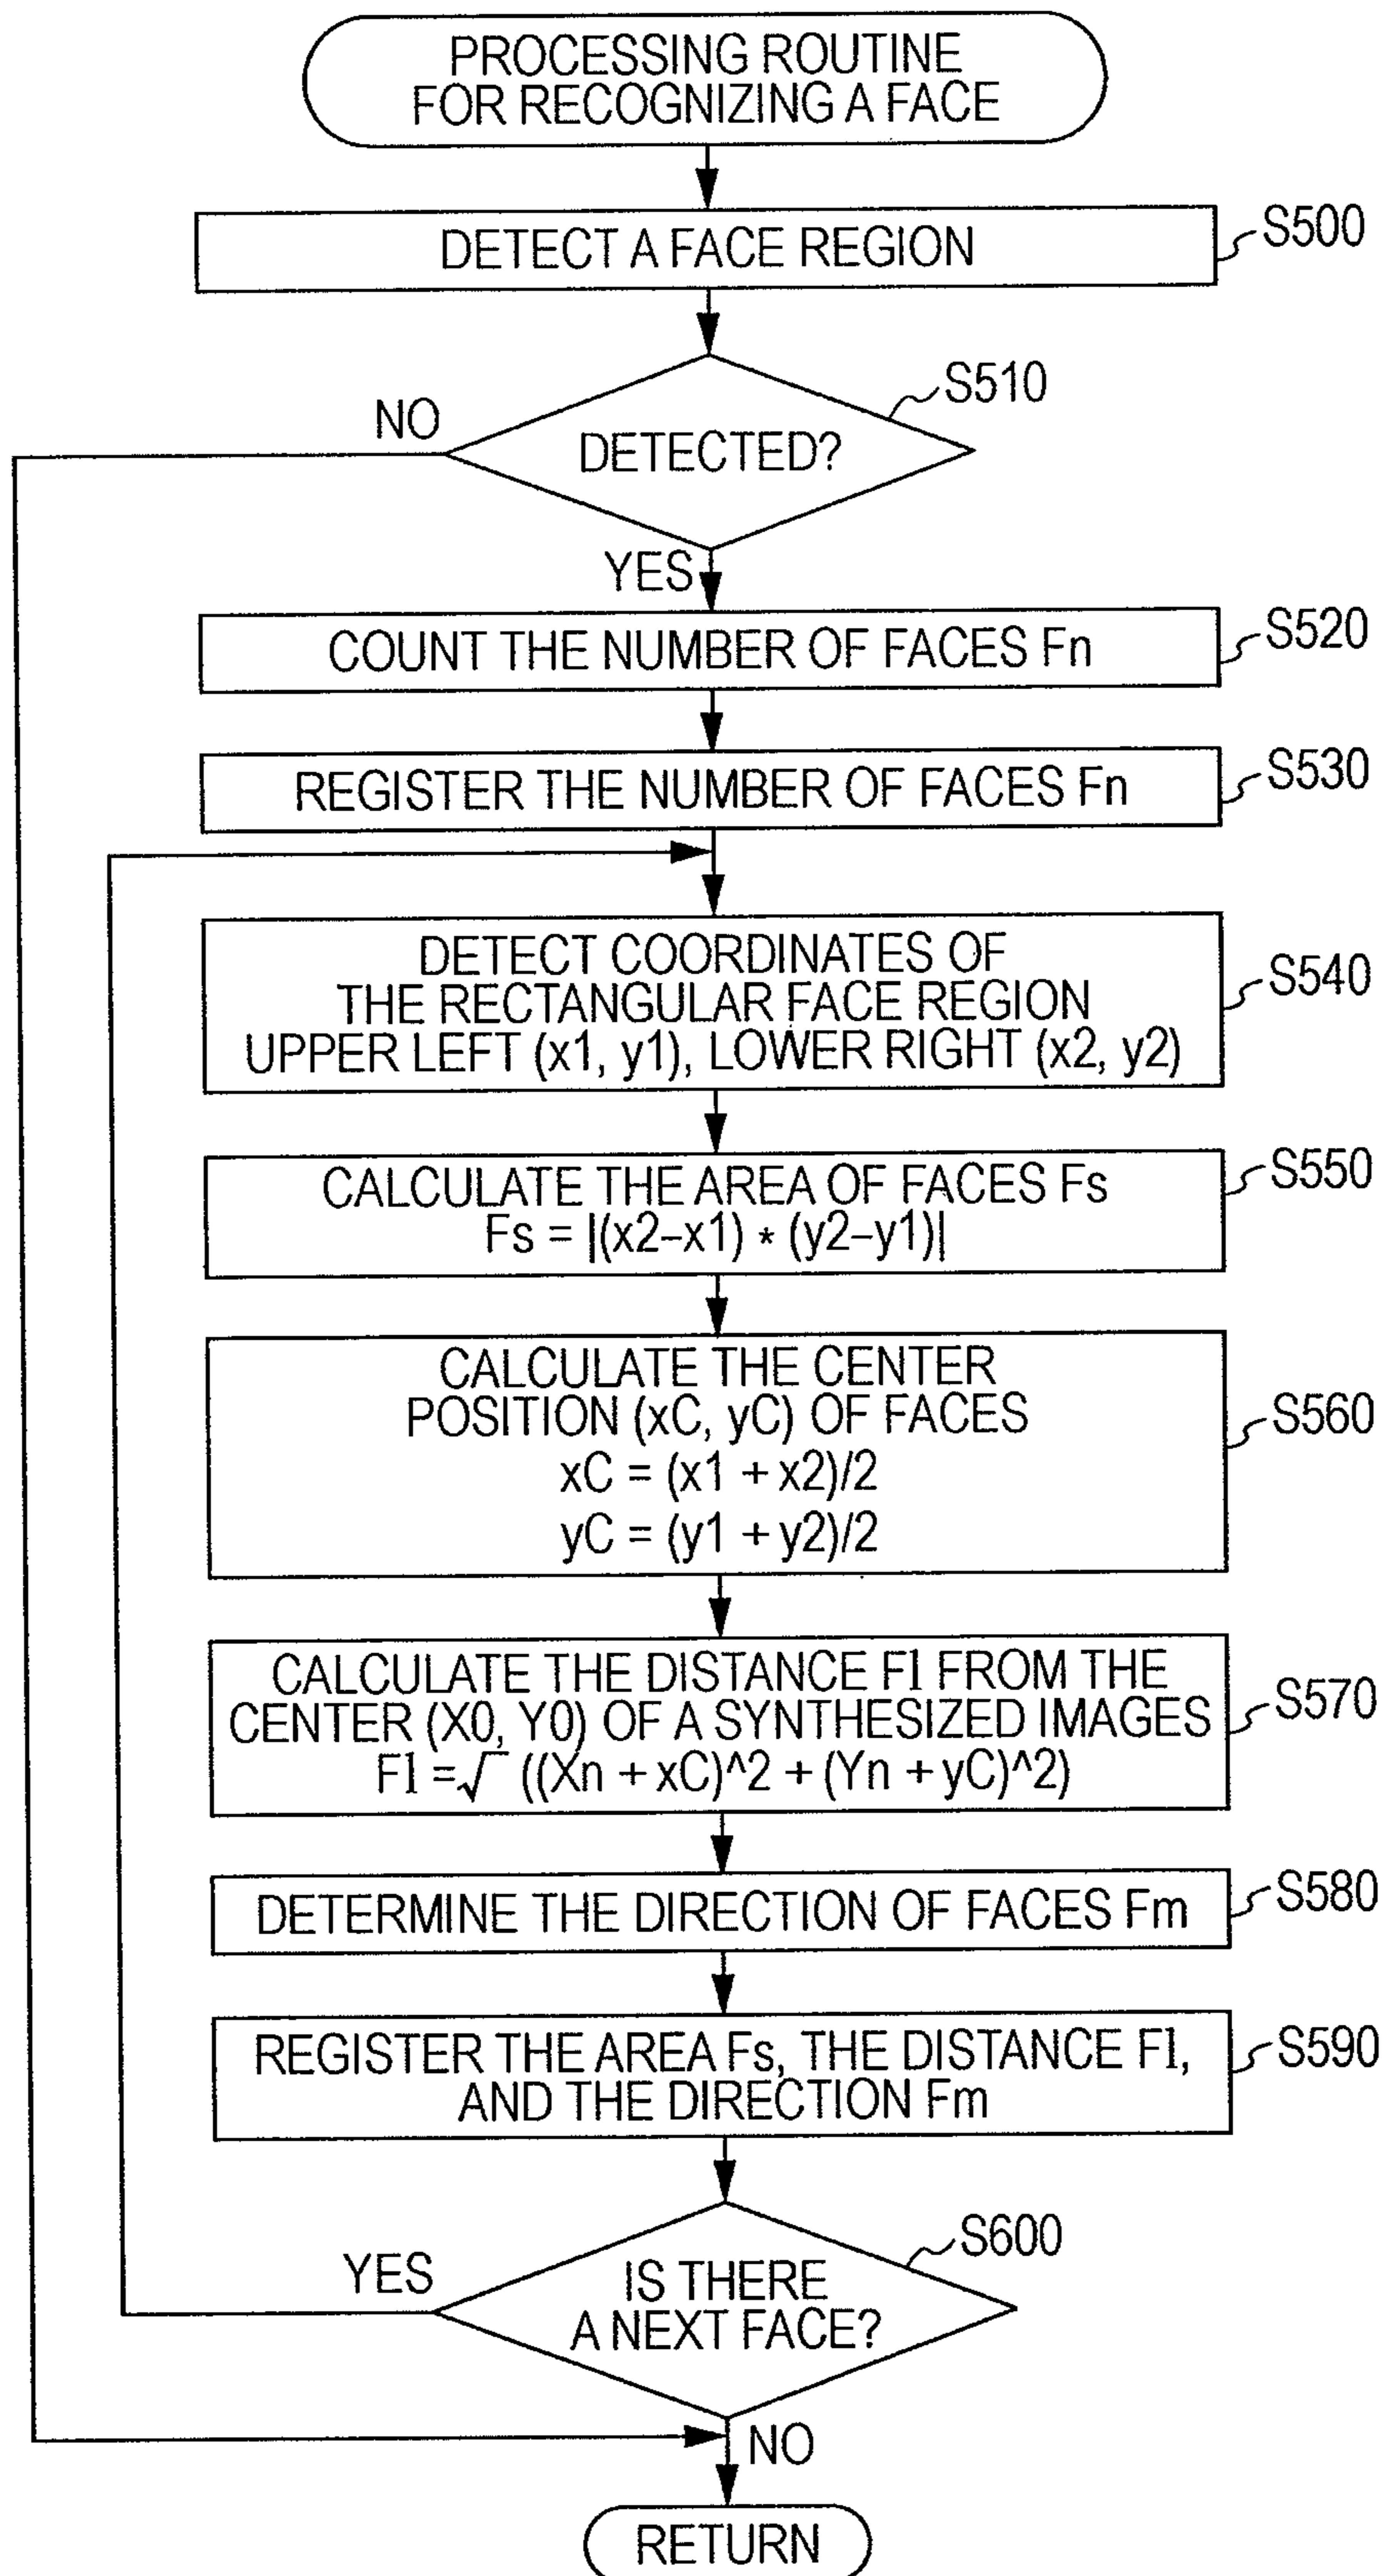 PROCESSING ROUTINE
FOR RECOGNIZING A FACE
DETECT A FACE REGION
S500
S510
NO
DETECTED?
YES
COUNT THE NUMBER OF FACES Fn
S520
REGISTER THE NUMBER OF FACES Fn
S530
DETECT COORDINATES OF
THE RECTANGULAR FACE REGION
UPPER LEFT (x1, y1), LOWER RIGHT (x2, y2)
S540
CALCULATE THE AREA OF FACES Fs
Fs = |(x2–x1) * (y2–y1)|
S550
CALCULATE THE CENTER
POSITION (xC, yC) OF FACES
xC = (x1 + x2)/2
yC = (y1 + y2)/2
S560
CALCULATE THE DISTANCE Fl FROM THE
CENTER (X0, Y0) OF A SYNTHESIZED IMAGES
Fl =√ ((Xn + xC)^2 + (Yn + yC)^2)
S570
DETERMINE THE DIRECTION OF FACES Fm
S580
REGISTER THE AREA Fs, THE DISTANCE Fl,
AND THE DIRECTION Fm
S590
S600
YES
IS THERE
A NEXT FACE?
NO
RETURN